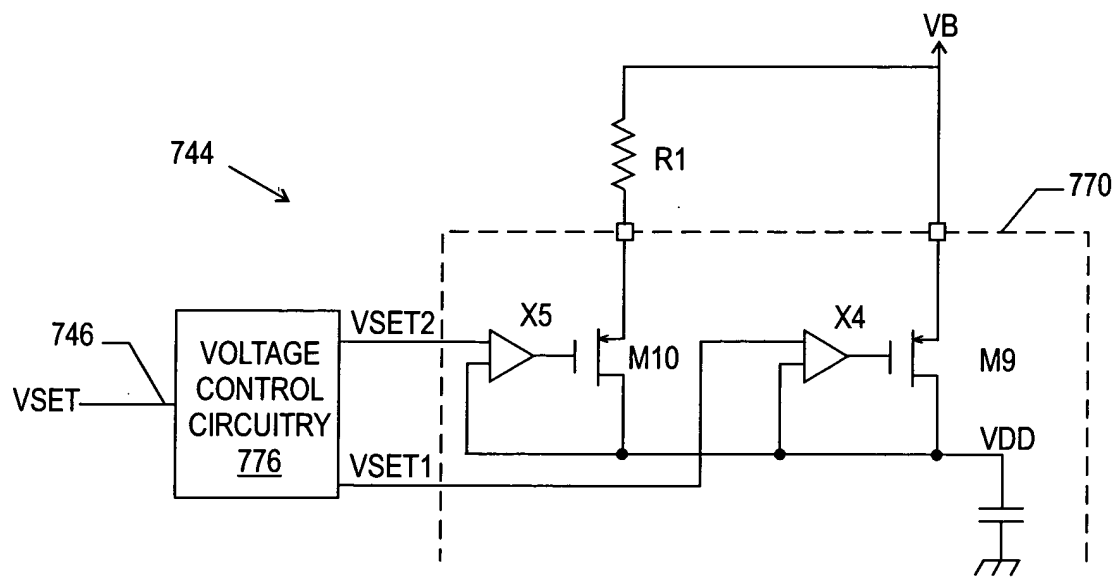 VB
744
R1
770
X5
X4
VSET2
746
VOLTAGE
CONTROL
CIRCUITRY
776
M10
M9
VSET
VDD
VSET1